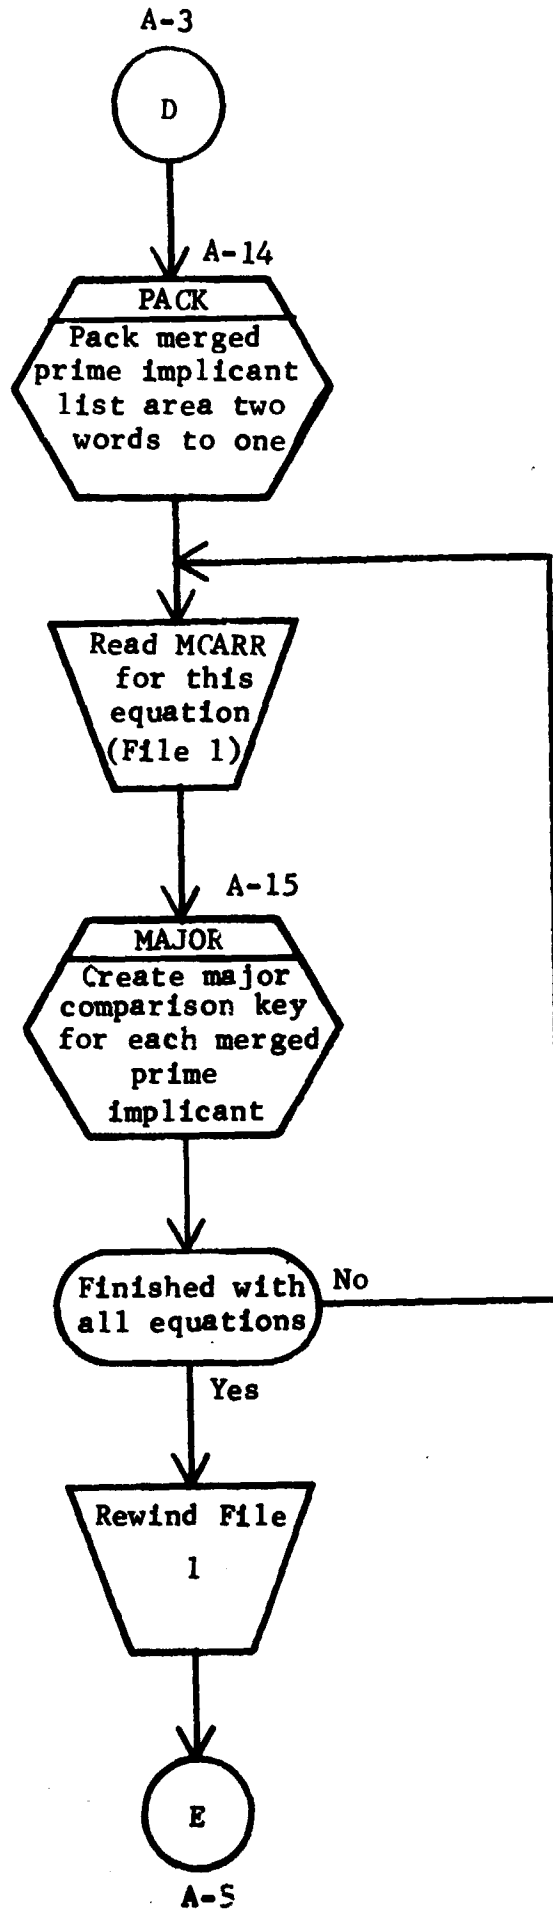 A-3
D
A-14
PACK
Pack merged
prime implicant
list area two
words to one
Read MCARR
for this
equation
(File 1)
A-15
MAJOR
Create major
comparison key
for each merged
prime
implicant
Finished with
all equations
No
Yes
Rewind File
1
E
A-5